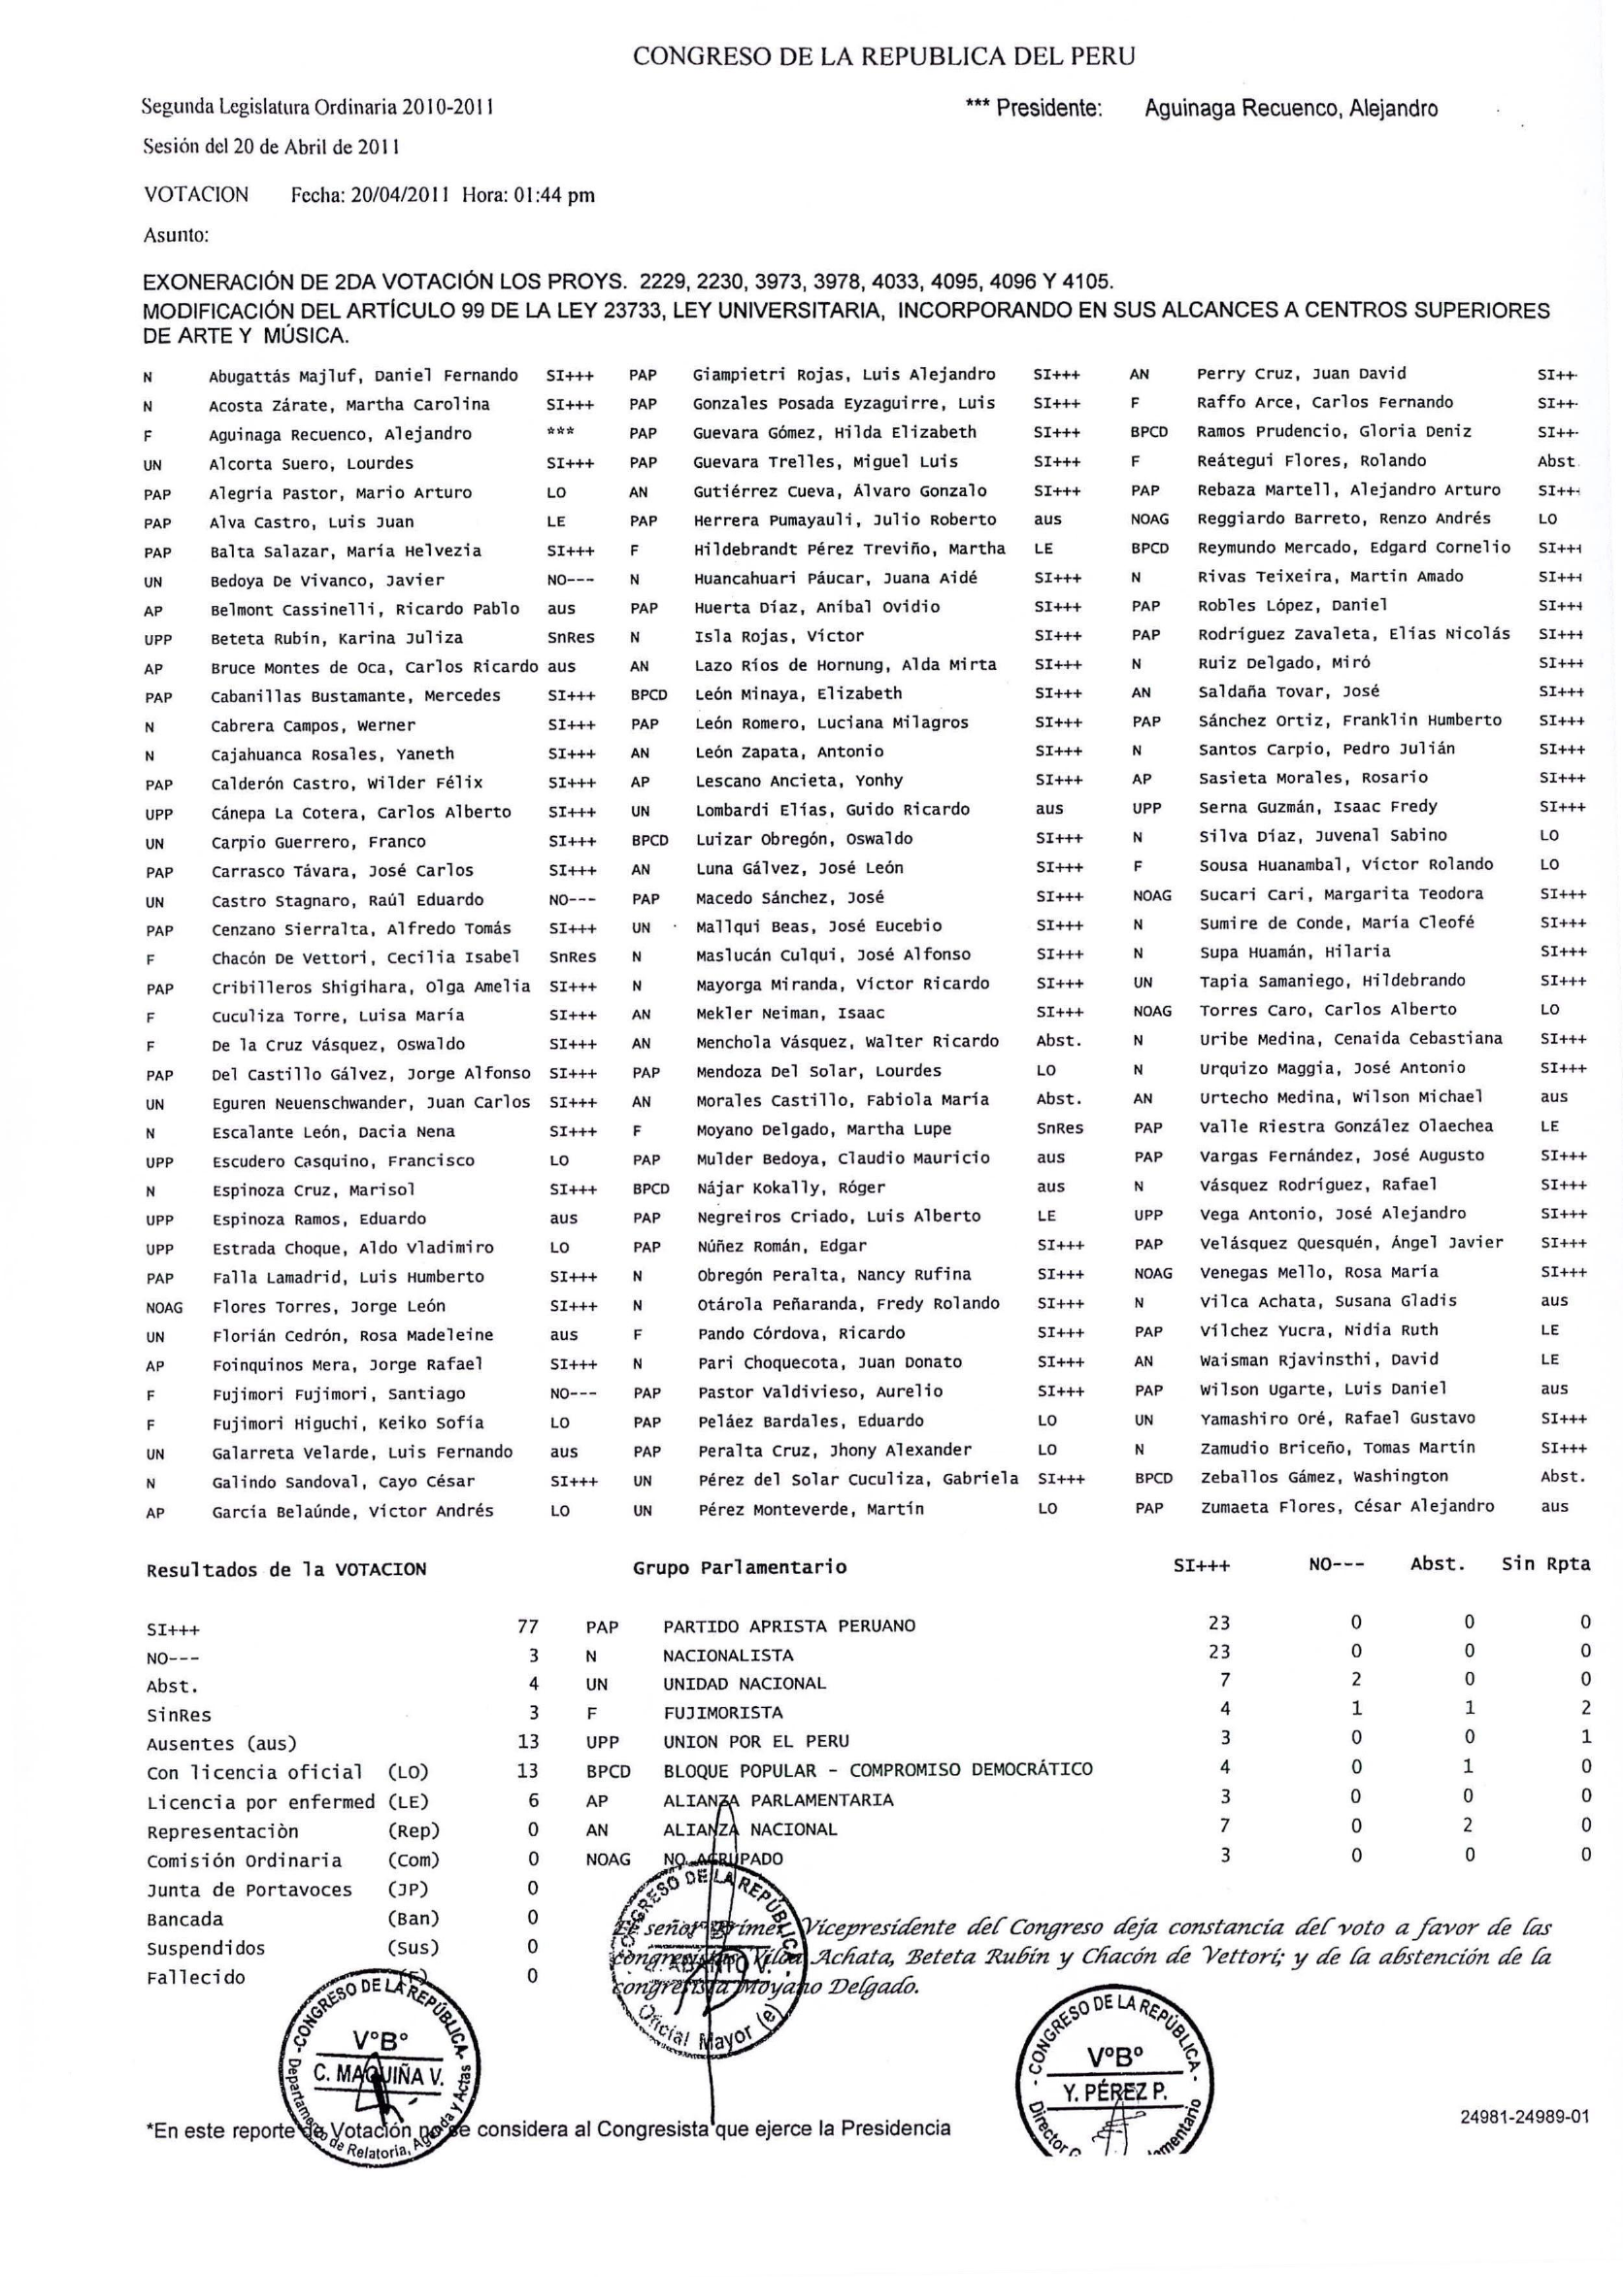 CONGRESO DE LA REPUBLICA DEL PERU
Segunda Legislatura Ordinaria 2010-2011 *** Presidente: Aguinaga Recuenco, Alejandro
Sesión del 20 de Abril de 2011
VOTACION Fecha: 20/04/2011 Hora: 01:44 pm
Asunto:
EXONERACIÓN DE 2DA VOTACIÓN LOS PROYS. 2229, 2230, 3973, 3978, 4033, 4095, 4096 Y 4105.
MODIFICACIÓN DEL ARTÍCULO 99 DE LA LEY 23733, LEY UNIVERSITARIA, INCORPORANDO EN SUS ALCANCES A CENTROS SUPERIORES
DE ARTE Y MÚSICA.
N Abugattás Majluf, Daniel Fernando SI+++ PAP Giampietri Rojas, Luis Alejandro SI+++ AN Perry Cruz, Juan David SI++
N Acosta Zárate, Martha Carolina SI+++ PAP Gonzales Posada Eyzaguirre, Luis SI+++ F Raffo Arce, Carlos Fernando SI++
F Aguinaga Recuenco, Alejandro *** PAP Guevara Gómez, Hilda Elizabeth SI+++ BPCD Ramos Prudencio, Gloria Deniz SI++
UN Alcorta Suero, Lourdes SI+++ PAP Guevara Trelles, Miguel Luis SI+++ F Reátegui Flores, Rolando Abst.
PAP Alegría Pastor, Mario Arturo LO AN Gutiérrez Cueva, Álvaro Gonzalo SI+++ PAP Rebaza Martell, Alejandro Arturo SI+++
PAP Alva Castro, Luis Juan LE PAP Herrera Pumayauli, Julio Roberto aus NOAG Reggiardo Barreto, Renzo Andrés LO
PAP Balta Salazar, María Helvezia SI+++ F Hildebrandt Pérez Treviño, Martha LE BPCD Reymundo Mercado, Edgard Cornelio SI+++
UN Bedoya De Vivanco, Javier NO--- N Huancahuari Páucar, Juana Aidé SI+++ N Rivas Teixeira, Martin Amado SI+++
AP Belmont Cassinelli, Ricardo Pablo aus PAP Huerta Díaz, Aníbal Ovidio SI+++ PAP Robles López, Daniel SI+++
UPP Beteta Rubín, Karina Juliza SnRes N Isla Rojas, Víctor SI+++ PAP Rodríguez Zavaleta, Elías Nicolás SI+++
AP Bruce Montes de Oca, Carlos Ricardo aus AN Lazo Ríos de Hornung, Alda Mirta SI+++ N Ruiz Delgado, Miró SI+++
PAP Cabanillas Bustamante, Mercedes SI+++ BPCD León Minaya, Elizabeth SI+++ AN Saldaña Tovar, José SI+++
N Cabrera Campos, Werner SI+++ PAP León Romero, Luciana Milagros SI+++ PAP Sánchez Ortiz, Franklin Humberto SI+++
N Cajahuanca Rosales, Yaneth SI+++ AN León Zapata, Antonio SI+++ N Santos Carpio, Pedro Julián SI+++
PAP Calderón Castro, Wilder Félix SI+++ AP Lescano Ancieta, Yonhy SI+++ AP Sasieta Morales, Rosario SI+++
UPP Cánepa La Cotera, Carlos Alberto SI+++ UN Lombardi Elías, Guido Ricardo aus UPP Serna Guzmán, Isaac Fredy SI+++
UN Carpio Guerrero, Franco SI+++ BPCD Luizar Obregón, Oswaldo SI+++ N Silva Díaz, Juvenal Sabino LO
PAP Carrasco Távara, José Carlos SI+++ AN Luna Gálvez, José León SI+++ F Sousa Huanambal, Víctor Rolando LO
UN Castro Stagnaro, Raúl Eduardo NO--- PAP Macedo Sánchez, José SI+++ NOAG Sucari Cari, Margarita Teodora SI+++
PAP Cenzano Sierralta, Alfredo Tomás SI+++ UN Mallqui Beas, José Eucebio SI+++ N Sumire de Conde, María Cleofé SI+++
F Chacón De Vettori, Cecilia Isabel SnRes N Maslucán Culqui, José Alfonso SI+++ N Supa Huamán, Hilaria SI+++
PAP Cribilleros Shigihara, Olga Amelia SI+++ N Mayorga Miranda, Víctor Ricardo SI+++ UN Tapia Samaniego, Hildebrando SI+++
F Cuculiza Torre, Luisa María SI+++ AN Mekler Neiman, Isaac SI+++ NOAG Torres Caro, Carlos Alberto LO
F De la Cruz Vásquez, Oswaldo SI+++ AN Menchola Vásquez, Walter Ricardo Abst. N Uribe Medina, Cenaida Cebastiana SI+++
PAP Del Castillo Gálvez, Jorge Alfonso SI+++ PAP Mendoza Del Solar, Lourdes LO N Urquizo Maggia, José Antonio SI+++
UN Eguren Neuenschwander, Juan Carlos SI+++ AN Morales Castillo, Fabiola María Abst. AN Urtecho Medina, Wilson Michael aus
N Escalante León, Dacia Nena SI+++ F Moyano Delgado, Martha Lupe SnRes PAP Valle Riestra González Olaechea LE
UPP Escudero Casquino, Francisco LO PAP Mulder Bedoya, Claudio Mauricio aus PAP Vargas Fernández, José Augusto SI+++
N Espinoza Cruz, Marisol SI+++ BPCD Nájar Kokally, Róger aus N Vásquez Rodríguez, Rafael SI+++
UPP Espinoza Ramos, Eduardo aus PAP Negreiros Criado, Luis Alberto LE UPP Vega Antonio, José Alejandro SI+++
UPP Estrada Choque, Aldo Vladimiro LO PAP Núñez Román, Edgar SI+++ PAP Velásquez Quesquén, Ángel Javier SI+++
PAP Falla Lamadrid, Luis Humberto SI+++ N Obregón Peralta, Nancy Rufina SI+++ NOAG Venegas Mello, Rosa María SI+++
NOAG Flores Torres, Jorge León SI+++ N Otárola Peñaranda, Fredy Rolando SI+++ N Vilca Achata, Susana Gladis aus
UN Florián Cedrón, Rosa Madeleine aus F Pando Córdova, Ricardo SI+++ PAP Vílchez Yucra, Nidia Ruth LE
AP Foinquinos Mera, Jorge Rafael SI+++ N Pari Choquecota, Juan Donato SI+++ AN Waisman Rjavinsthi, David LE
F Fujimori Fujimori, Santiago NO--- PAP Pastor Valdivieso, Aurelio SI+++ PAP Wilson Ugarte, Luis Daniel aus
F Fujimori Higuchi, Keiko Sofía LO PAP Peláez Bardales, Eduardo LO UN Yamashiro Oré, Rafael Gustavo SI+++
UN Galarreta Velarde, Luis Fernando aus PAP Peralta Cruz, Jhony Alexander LO N Zamudio Briceño, Tomas Martín SI+++
N Galindo Sandoval, Cayo César SI+++ UN Pérez del Solar Cuculiza, Gabriela SI+++ BPCD Zeballos Gámez, Washington Abst.
AP García Belaúnde, Víctor Andrés LO UN Pérez Monteverde, Martín LO PAP Zumaeta Flores, César Alejandro aus
Resultados de la VOTACION Grupo Parlamentario SI+++ NO--- Abst. Sin Rpta
SI+++ 77 PAP PARTIDO APRISTA PERUANO 23 0 0 0
NO--- 3 N NACIONALISTA 23 0 0 0
Abst. 4 UN UNIDAD NACIONAL 7 2 0 0
SinRes 3 F FUJIMORISTA 4 1 1 2
Ausentes (aus) 13 UPP UNION POR EL PERU 3 0 0 1
Con licencia oficial (LO) 13 BPCD BLOQUE POPULAR - COMPROMISO DEMOCRÁTICO 4 0 1 0
Licencia por enfermed (LE) 6 AP ALIANZA PARLAMENTARIA 3 0 0 0
Representaciòn (Rep) 0 AN ALIANZA NACIONAL 7 0 2 0
Comisión Ordinaria (Com) 0 NOAG NO AGRUPADO 3 0 0 0
Junta de Portavoces (JP) 0
Bancada (Ban) 0
Suspendidos (Sus) 0
Fallecido (F) 0
El señor Primer Vicepresidente del Congreso deja constancia del voto a favor de las
congresistas Vilca Achata, Beteta Rubín y Chacón de Vettori; y de la abstención de la
congresista Moyano Delgado.
CONGRESO DE LA REPÚBLICA
Oficial Mayor (e)
CONGRESO DE LA REPÚBLICA
V°B°
C. MAQUIÑA V.
Departamento de Relatoría, Agenda y Actas
CONGRESO DE LA REPÚBLICA
V°B°
Y. PÉREZ P.
Director
*En este reporte de Votación no se considera al Congresista que ejerce la Presidencia
24981-24989-01